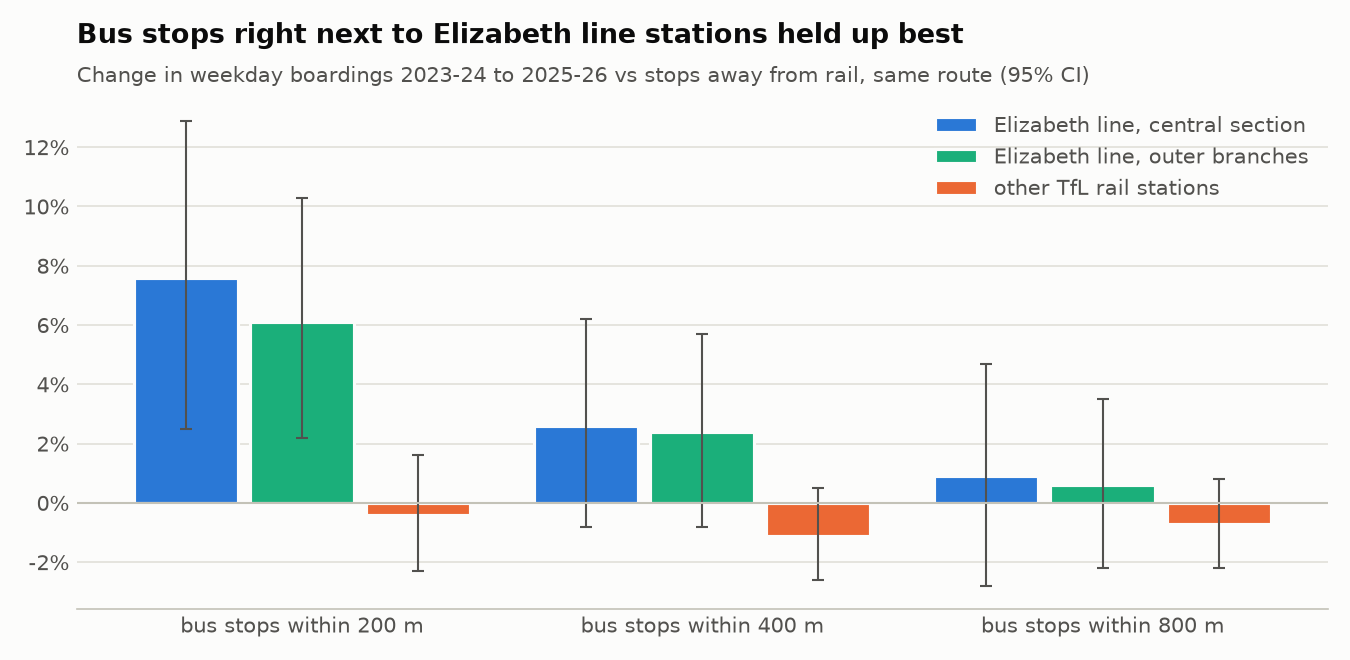 Bus stops right next to Elizabeth line stations held up best
Change in weekday boardings 2023-24 to 2025-26 vs stops away from rail, same route (95% CI)
Elizabeth line, central section
Elizabeth line, outer branches
other TfL rail stations
12%
10%
8%
6%
4%
2%
0%
-2%
bus stops within 200 m
bus stops within 400 m
bus stops within 800 m